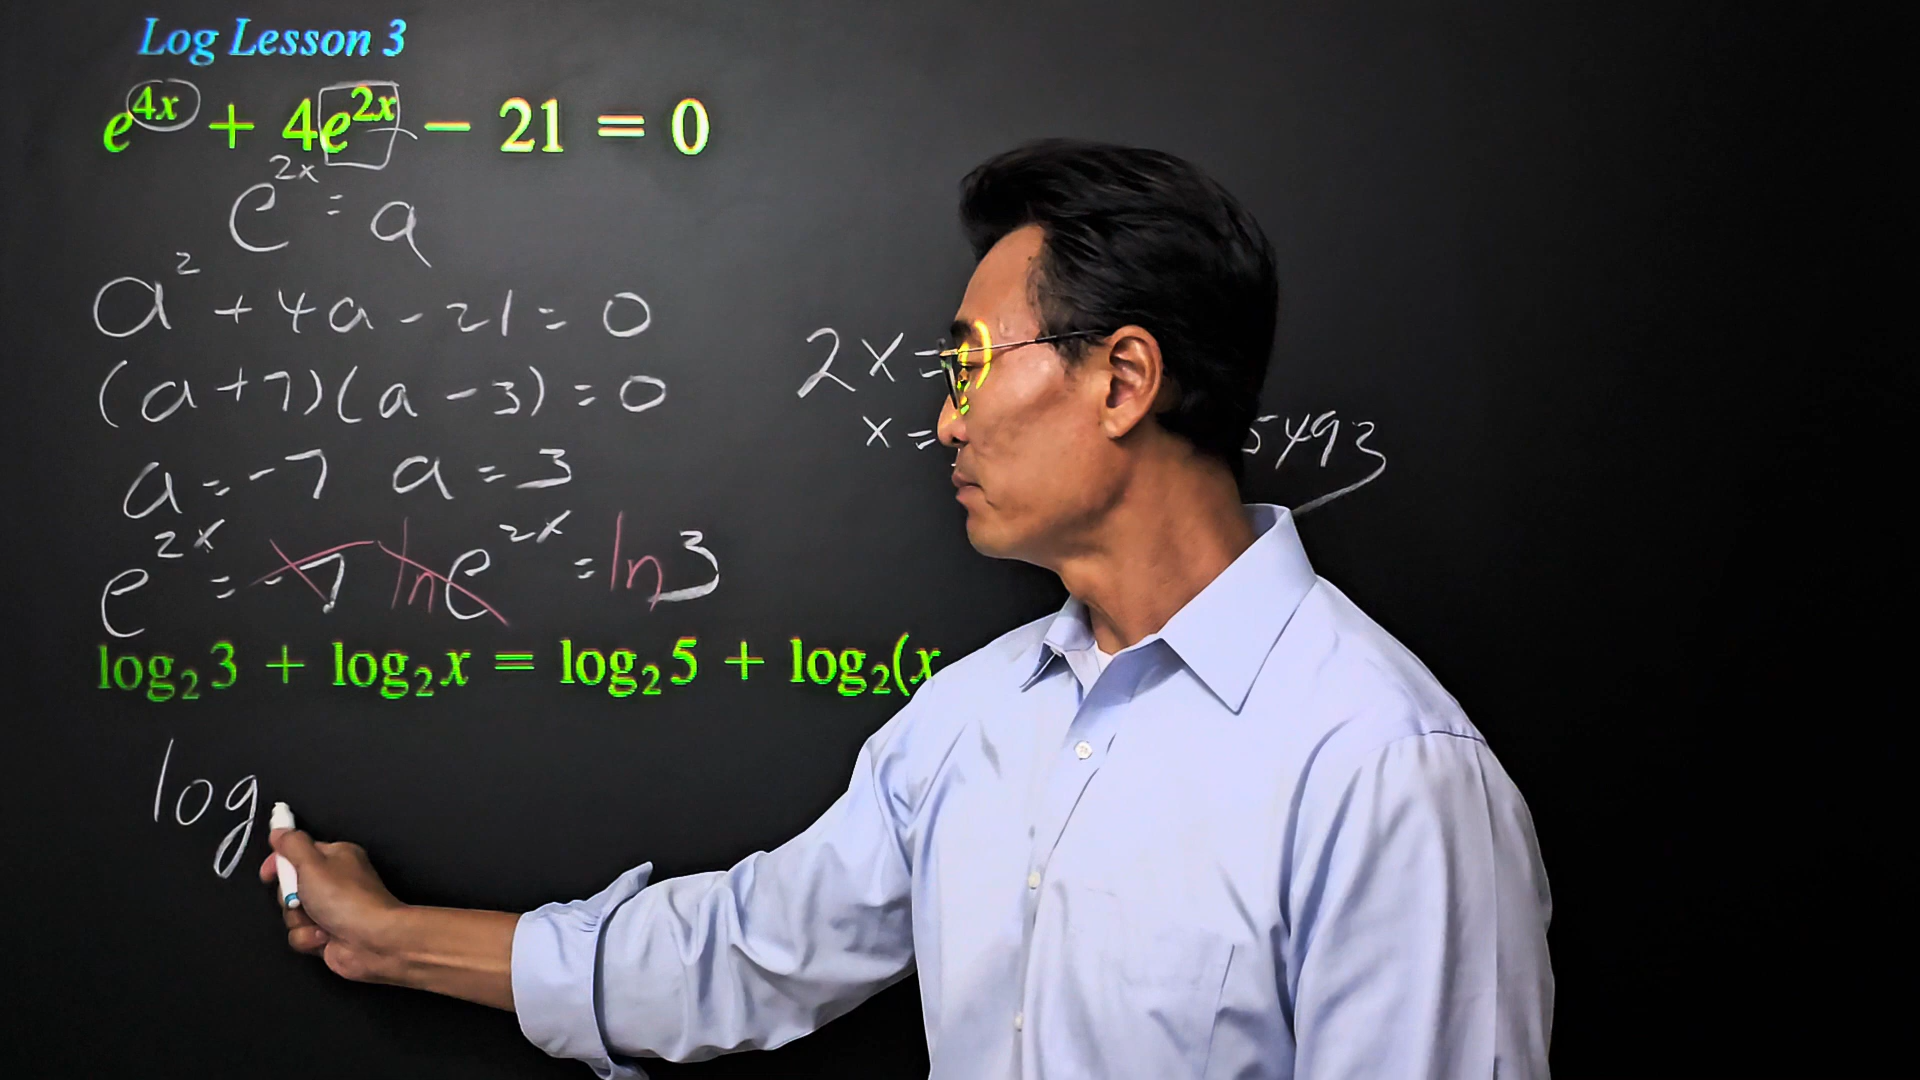 Log Lesson 3
e^{4x} + 4e^{2x} − 21 = 0
e^{2x} = a
a² + 4a - 21 = 0
(a + 7)(a - 3) = 0
a = -7 a = 3
e^{2x} = -7 ln e^{2x} = ln 3
2x =
x = 5493
log₂3 + log₂x = log₂5 + log₂(x
log